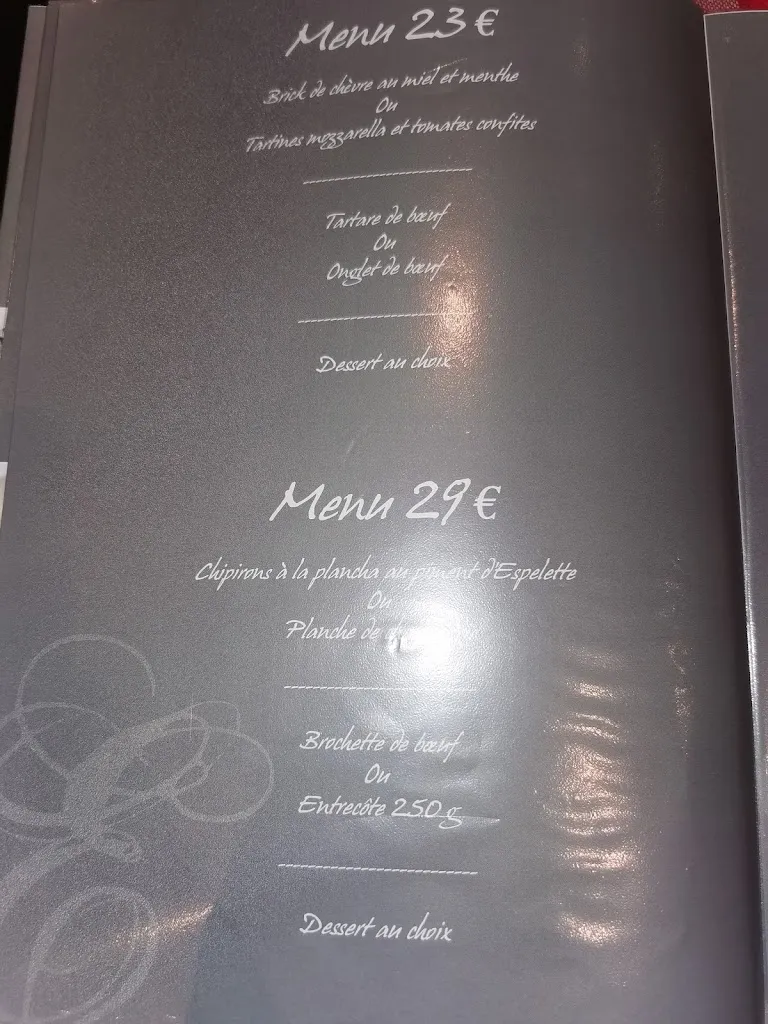 Menu 23 €
Brick de chèvre au miel et menthe
Ou
Tartines mozzarella et tomates confites
Tartare de bœuf
Ou
Onglet de bœuf
Dessert au choix
Menu 29 €
Chipirons à la plancha au piment d'Espelette
Ou
Planche de
Brochette de bœuf
Ou
Entrecôte 250 g
Dessert au choix